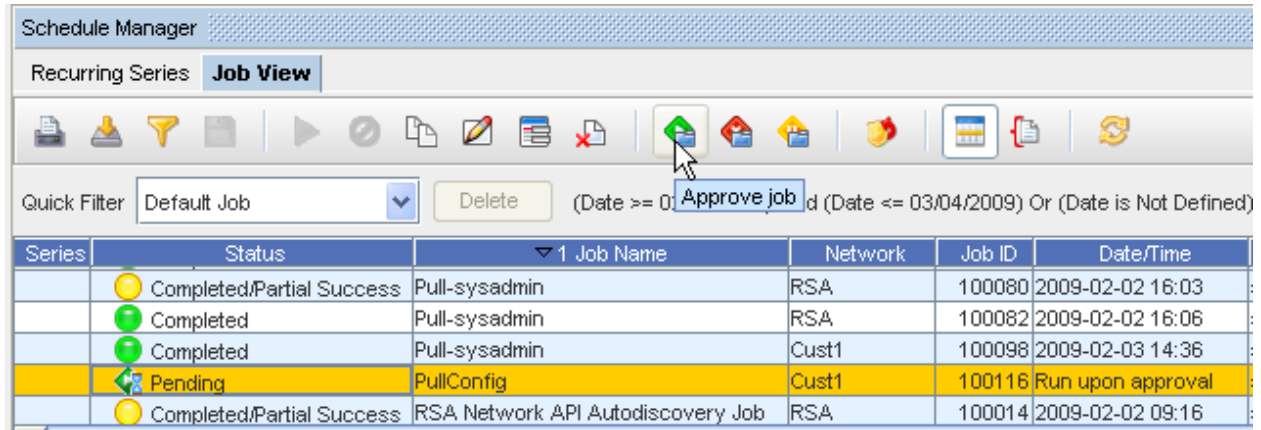 Schedule Manager
Recurring Series Job View
Quick Filter Default Job Delete (Date >= 0 Approve job d (Date <= 03/04/2009) Or (Date is Not Defined)
Series Status 1 Job Name Network Job ID Date/Time
Completed/Partial Success Pull-sysadmin RSA 100080 2009-02-02 16:03
Completed Pull-sysadmin RSA 100082 2009-02-02 16:06
Completed Pull-sysadmin Cust1 100098 2009-02-03 14:36
Pending PullConfig Cust1 100116 Run upon approval
Completed/Partial Success RSA Network API Autodiscovery Job RSA 100014 2009-02-02 09:16